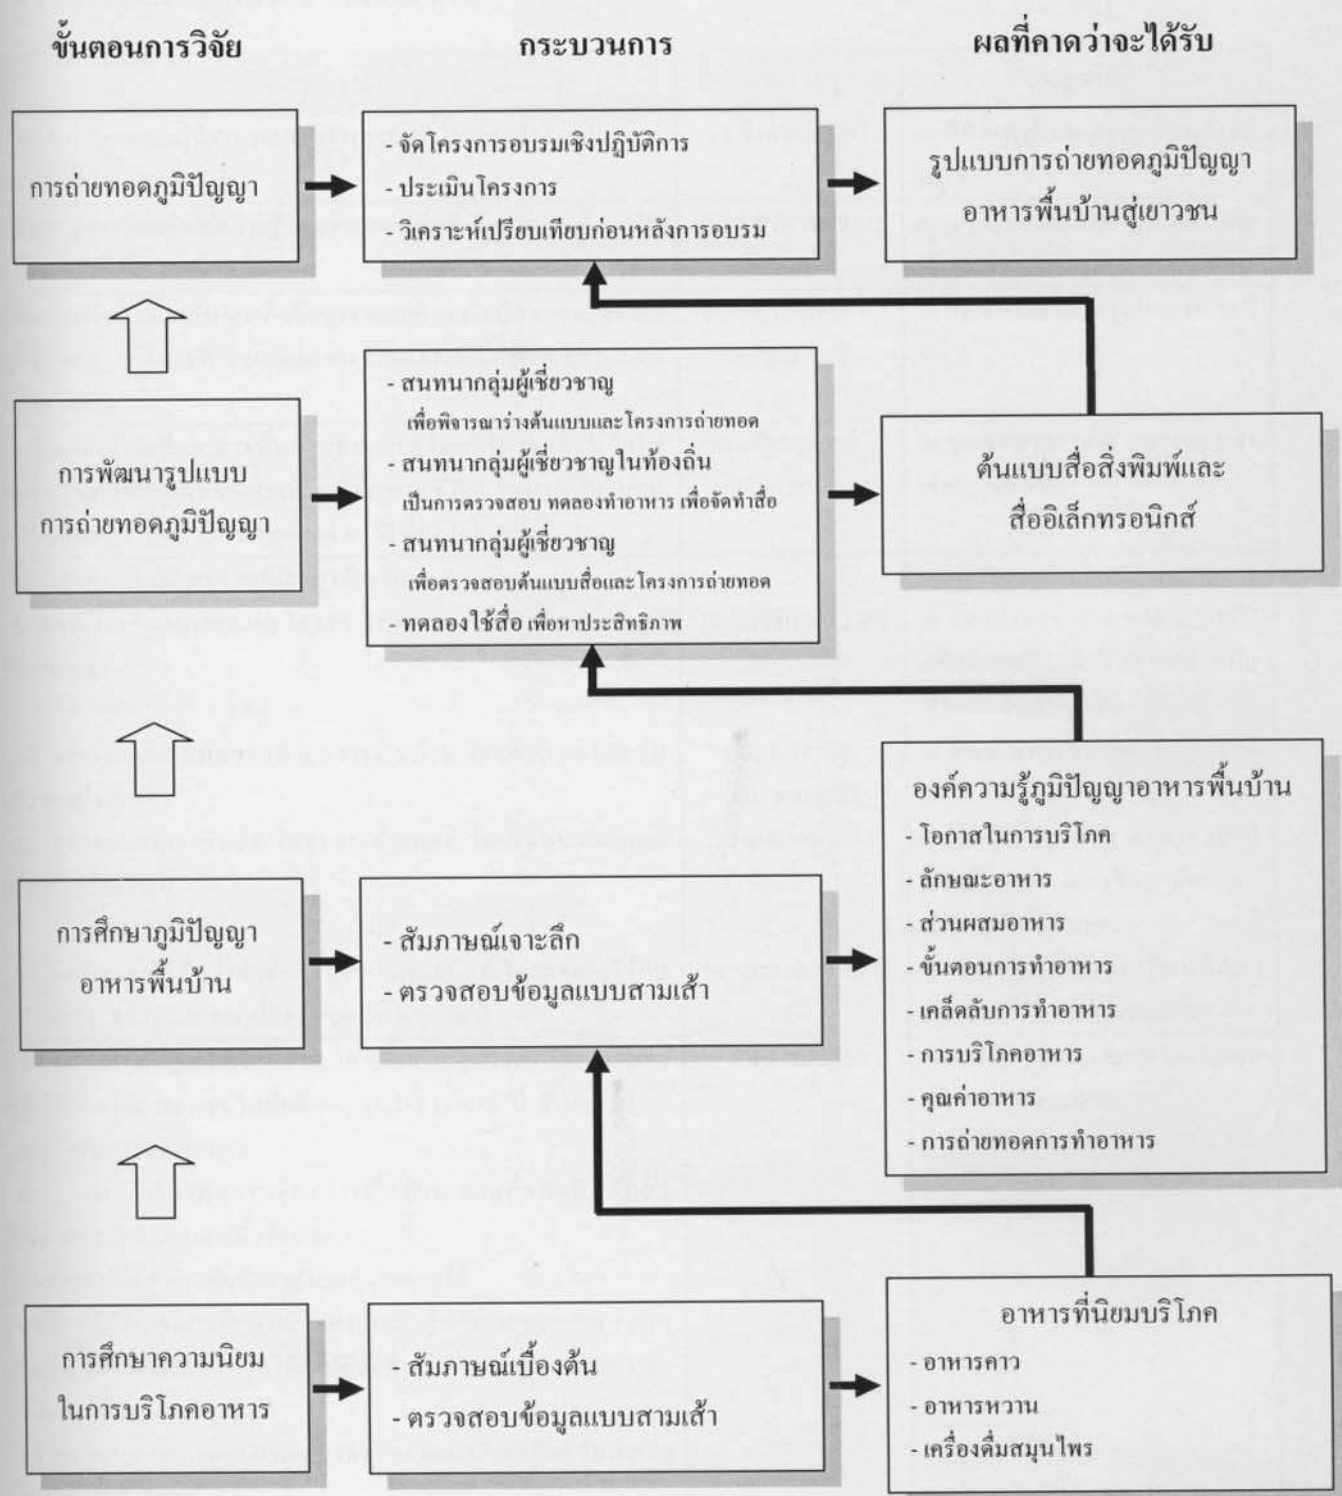 ขั้นตอนการวิจัย
กระบวนการ
ผลที่คาดว่าจะได้รับ
การถ่ายทอดภูมิปัญญา
- จัดโครงการอบรมเชิงปฏิบัติการ
- ประเมินโครงการ
- วิเคราะห์เปรียบเทียบก่อนหลังการอบรม
รูปแบบการถ่ายทอดภูมิปัญญา
อาหารพื้นบ้านสู่เยาวชน
การพัฒนารูปแบบ
การถ่ายทอดภูมิปัญญา
- สนทนากลุ่มผู้เชี่ยวชาญ
เพื่อพิจารณาร่างต้นแบบและโครงการถ่ายทอด
- สนทนากลุ่มผู้เชี่ยวชาญในท้องถิ่น
เป็นการตรวจสอบ ทดลองทำอาหาร เพื่อจัดทำสื่อ
- สนทนากลุ่มผู้เชี่ยวชาญ
เพื่อตรวจสอบต้นแบบสื่อและโครงการถ่ายทอด
- ทดลองใช้สื่อ เพื่อหาประสิทธิภาพ
ต้นแบบสื่อสิ่งพิมพ์และ
สื่ออิเล็กทรอนิกส์
การศึกษาภูมิปัญญา
อาหารพื้นบ้าน
- สัมภาษณ์เจาะลึก
- ตรวจสอบข้อมูลแบบสามเส้า
องค์ความรู้ภูมิปัญญาอาหารพื้นบ้าน
- โอกาสในการบริโภค
- ลักษณะอาหาร
- ส่วนผสมอาหาร
- ขั้นตอนการทำอาหาร
- เคล็ดลับการทำอาหาร
- การบริโภคอาหาร
- คุณค่าอาหาร
- การถ่ายทอดการทำอาหาร
การศึกษาความนิยม
ในการบริโภคอาหาร
- สัมภาษณ์เบื้องต้น
- ตรวจสอบข้อมูลแบบสามเส้า
อาหารที่นิยมบริโภค
- อาหารคาว
- อาหารหวาน
- เครื่องดื่มสมุนไพร